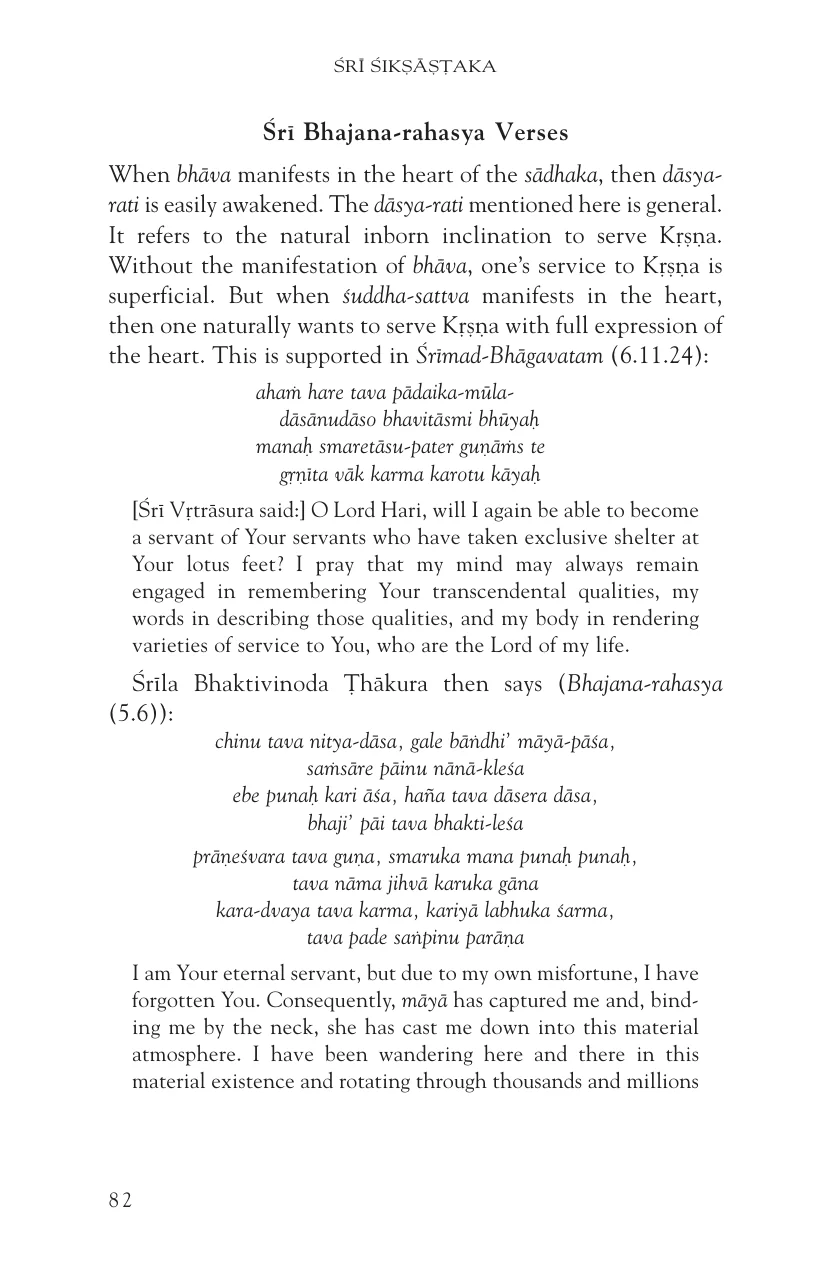 ŚRĪ ŚIKṢĀṢṬAKA
Śrī Bhajana-rahasya Verses
When bhāva manifests in the heart of the sādhaka, then dāsya-
rati is easily awakened. The dāsya-rati mentioned here is general.
It refers to the natural inborn inclination to serve Kṛṣṇa.
Without the manifestation of bhāva, one’s service to Kṛṣṇa is
superficial. But when śuddha-sattva manifests in the heart,
then one naturally wants to serve Kṛṣṇa with full expression of
the heart. This is supported in Śrīmad-Bhāgavatam (6.11.24):
ahaṁ hare tava pādaika-mūla-
dāsānudāso bhavitāsmi bhūyaḥ
manaḥ smaretāsu-pater guṇāṁs te
gṛṇīta vāk karma karotu kāyaḥ
[Śrī Vṛtrāsura said:] O Lord Hari, will I again be able to become
a servant of Your servants who have taken exclusive shelter at
Your lotus feet? I pray that my mind may always remain
engaged in remembering Your transcendental qualities, my
words in describing those qualities, and my body in rendering
varieties of service to You, who are the Lord of my life.
Śrīla Bhaktivinoda Ṭhākura then says (Bhajana-rahasya
(5.6)):
chinu tava nitya-dāsa, gale bāṅdhi’ māyā-pāśa,
saṁsāre pāinu nānā-kleśa
ebe punaḥ kari āśa, haña tava dāsera dāsa,
bhaji’ pāi tava bhakti-leśa
prāṇeśvara tava guṇa, smaruka mana punaḥ punaḥ,
tava nāma jihvā karuka gāna
kara-dvaya tava karma, kariyā labhuka śarma,
tava pade saṅpinu parāṇa
I am Your eternal servant, but due to my own misfortune, I have
forgotten You. Consequently, māyā has captured me and, bind-
ing me by the neck, she has cast me down into this material
atmosphere. I have been wandering here and there in this
material existence and rotating through thousands and millions
82